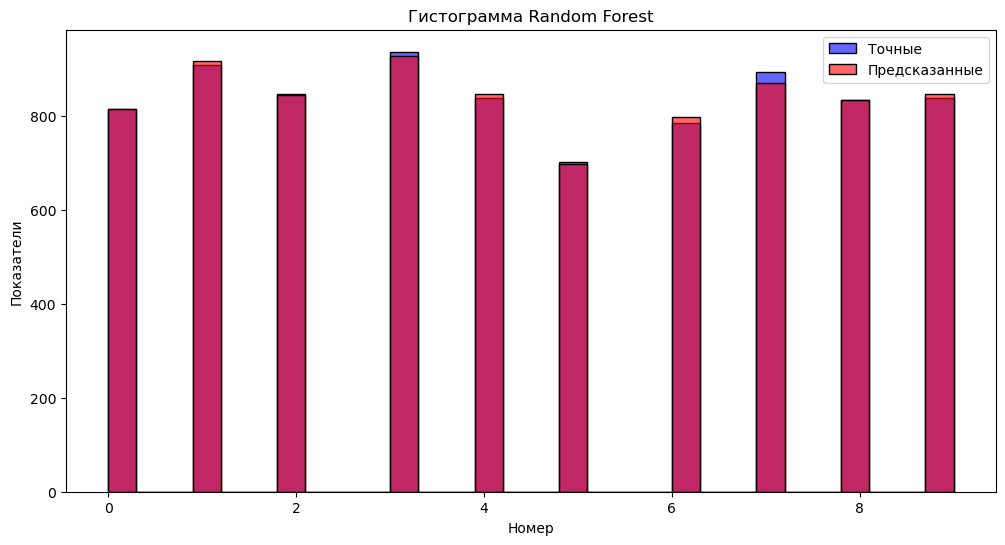 Гистограмма Random Forest
Точные
Предсказанные
Показатели
800
600
400
200
0
0 2 4 6 8
Номер